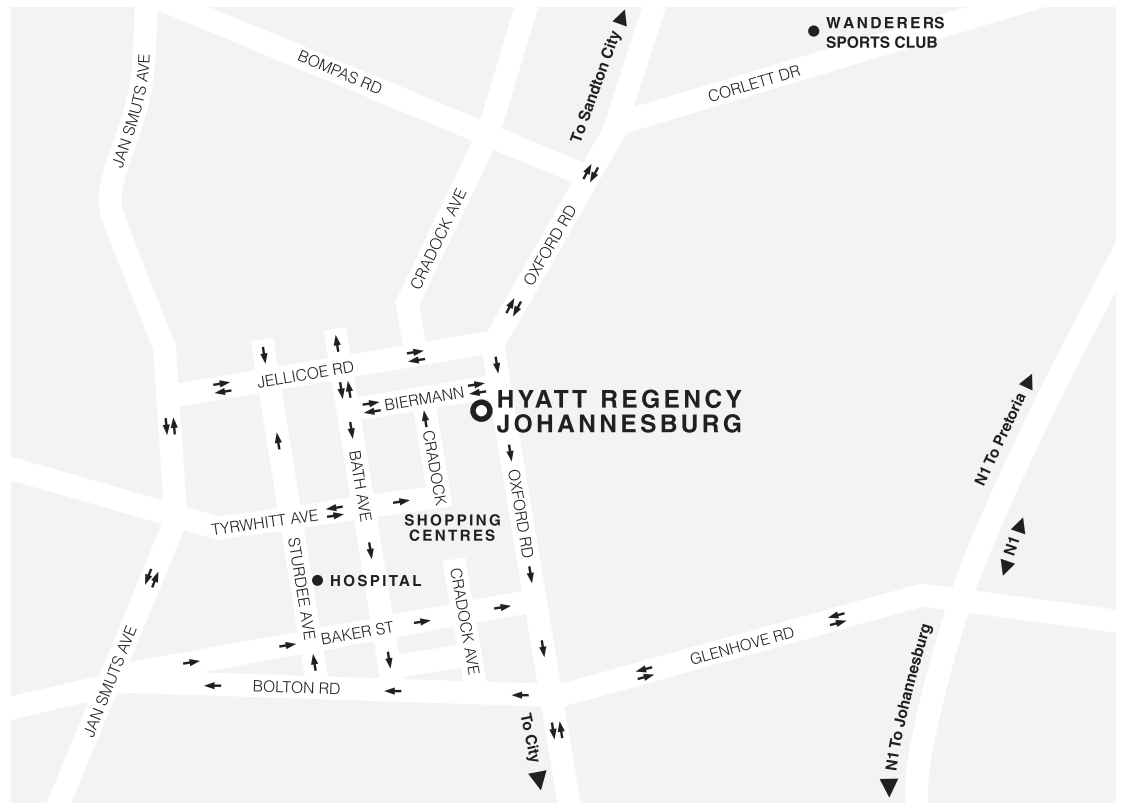 WANDERERS
SPORTS CLUB
To Sandton City
BOMPAS RD
CORLETT DR
JAN SMUTS AVE
CRADOCK AVE
OXFORD RD
JELLICOE RD
BIERMANN
HYATT REGENCY
JOHANNESBURG
N1 To Pretoria
BATH AVE
CRADOCK
OXFORD RD
TYRWHITT AVE
SHOPPING
CENTRES
N1
STURDEE AVE
HOSPITAL
CRADOCK AVE
BAKER ST
GLENHOVE RD
JAN SMUTS AVE
BOLTON RD
To City
N1 To Johannesburg